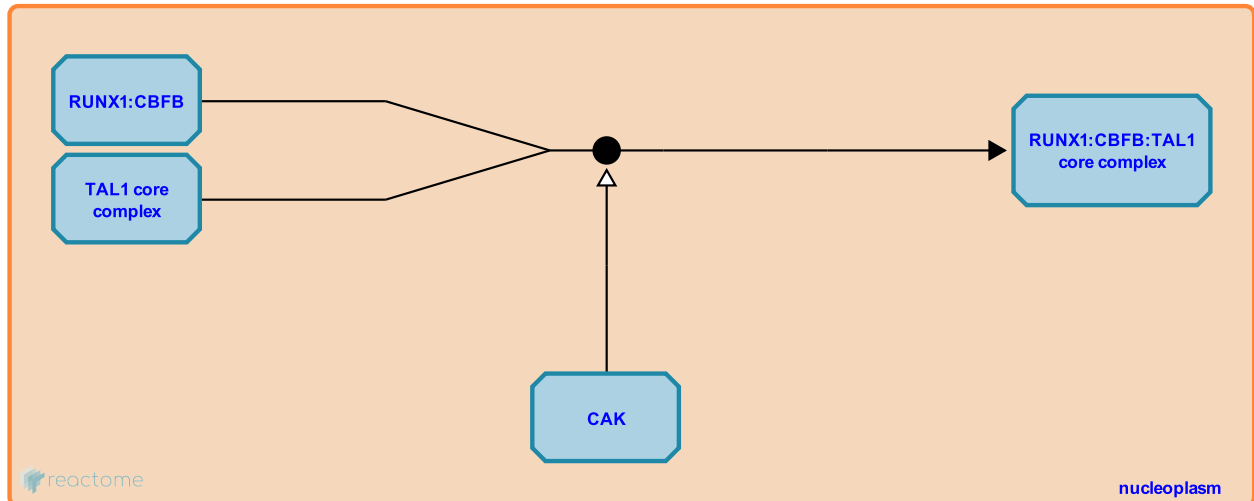 RUNX1:CBFB
TAL1 core
complex
RUNX1:CBFB:TAL1
core complex
CAK
reactome
nucleoplasm